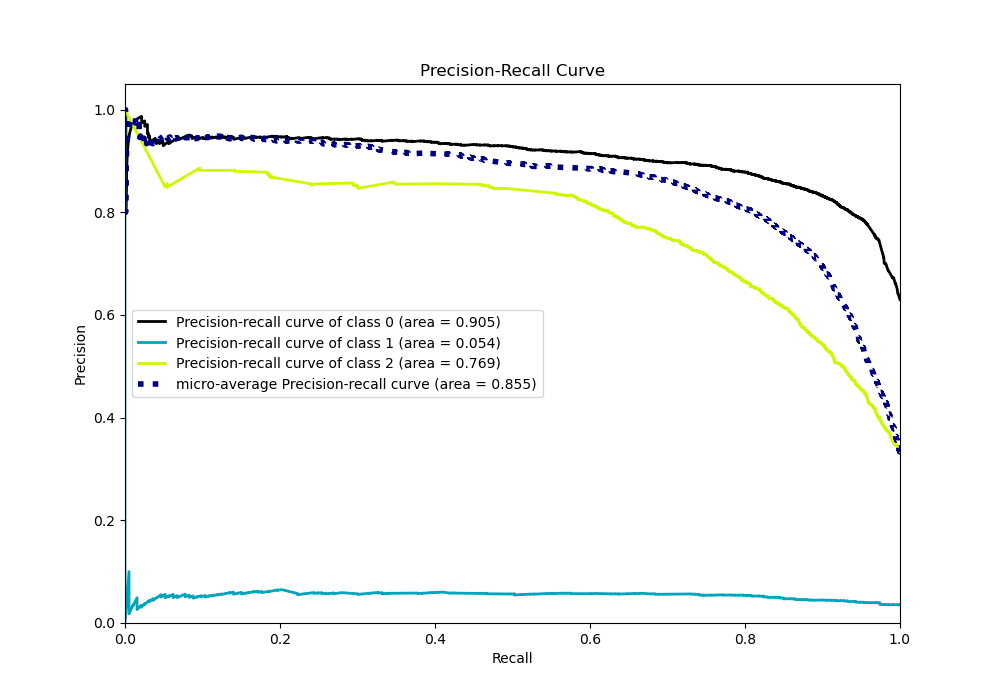 Precision-Recall Curve
1.0
0.8
0.6
0.4
0.2
0.0
Precision
Precision-recall curve of class 0 (area = 0.905)
Precision-recall curve of class 1 (area = 0.054)
Precision-recall curve of class 2 (area = 0.769)
micro-average Precision-recall curve (area = 0.855)
0.0 0.2 0.4 0.6 0.8 1.0
Recall